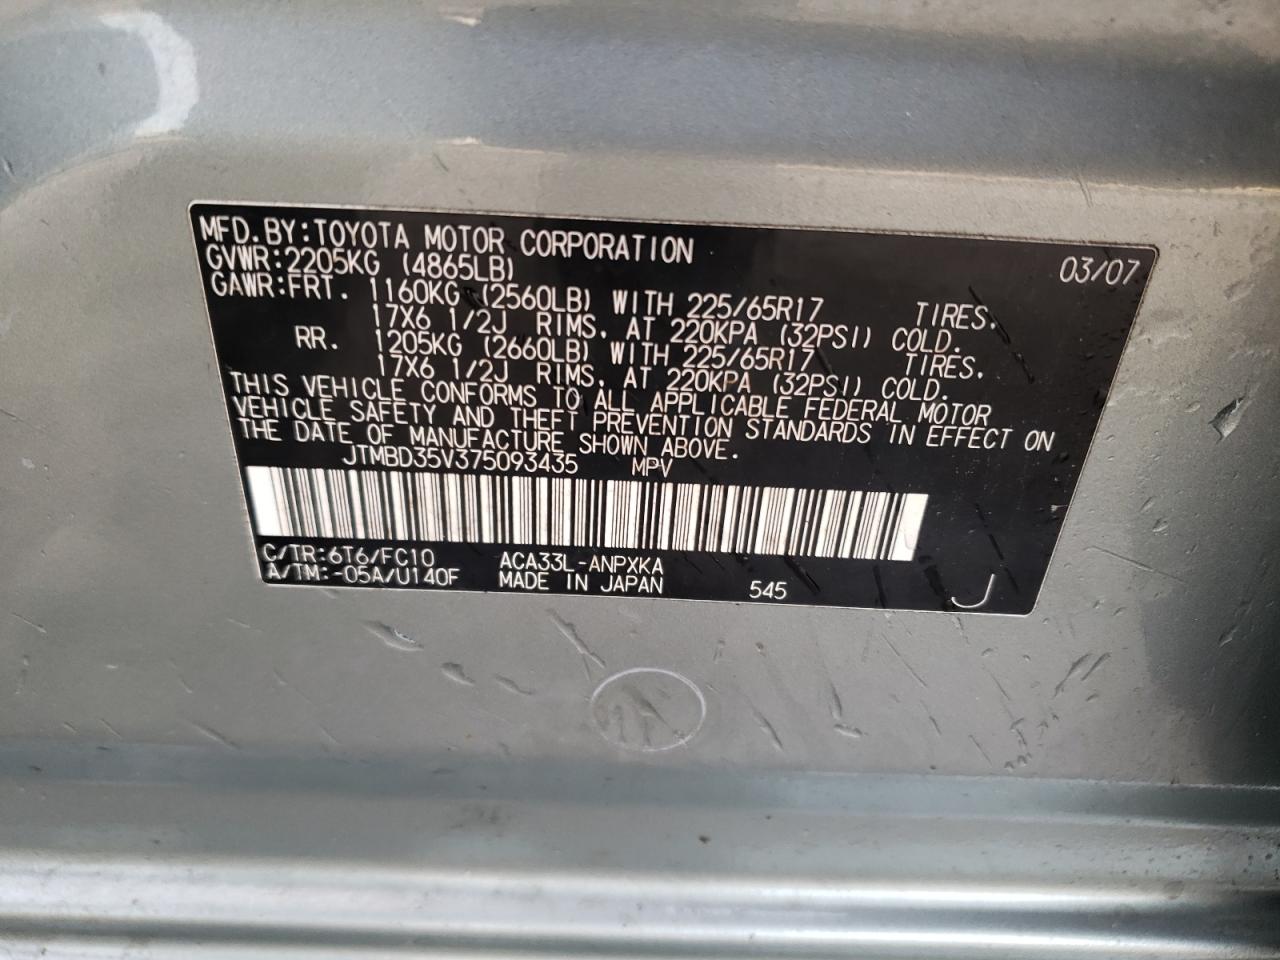 MFD. BY: TOYOTA MOTOR CORPORATION 03/07
GVWR: 2205KG (4865LB)
GAWR: FRT. 1160KG (2560LB) WITH 225/65R17 TIRES.
17X6 1/2J RIMS. AT 220KPA (32PSI) COLD.
RR. 1205KG (2660LB) WITH 225/65R17 TIRES.
17X6 1/2J RIMS. AT 220KPA (32PSI) COLD.
THIS VEHICLE CONFORMS TO ALL APPLICABLE FEDERAL MOTOR
VEHICLE SAFETY AND THEFT PREVENTION STANDARDS IN EFFECT ON
THE DATE OF MANUFACTURE SHOWN ABOVE.
JTMBD35V375093435 MPV
C/TR: 6T6/FC10 ACA33L-ANPXKA
A/TM: -05A/U140F MADE IN JAPAN 545 J